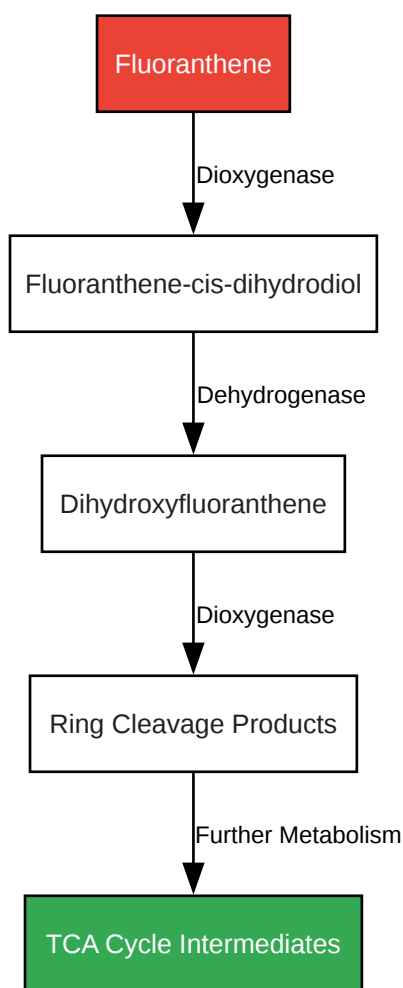 Fluoranthene
Dioxygenase
Fluoranthene-cis-dihydrodiol
Dehydrogenase
Dihydroxyfluoranthene
Dioxygenase
Ring Cleavage Products
Further Metabolism
TCA Cycle Intermediates